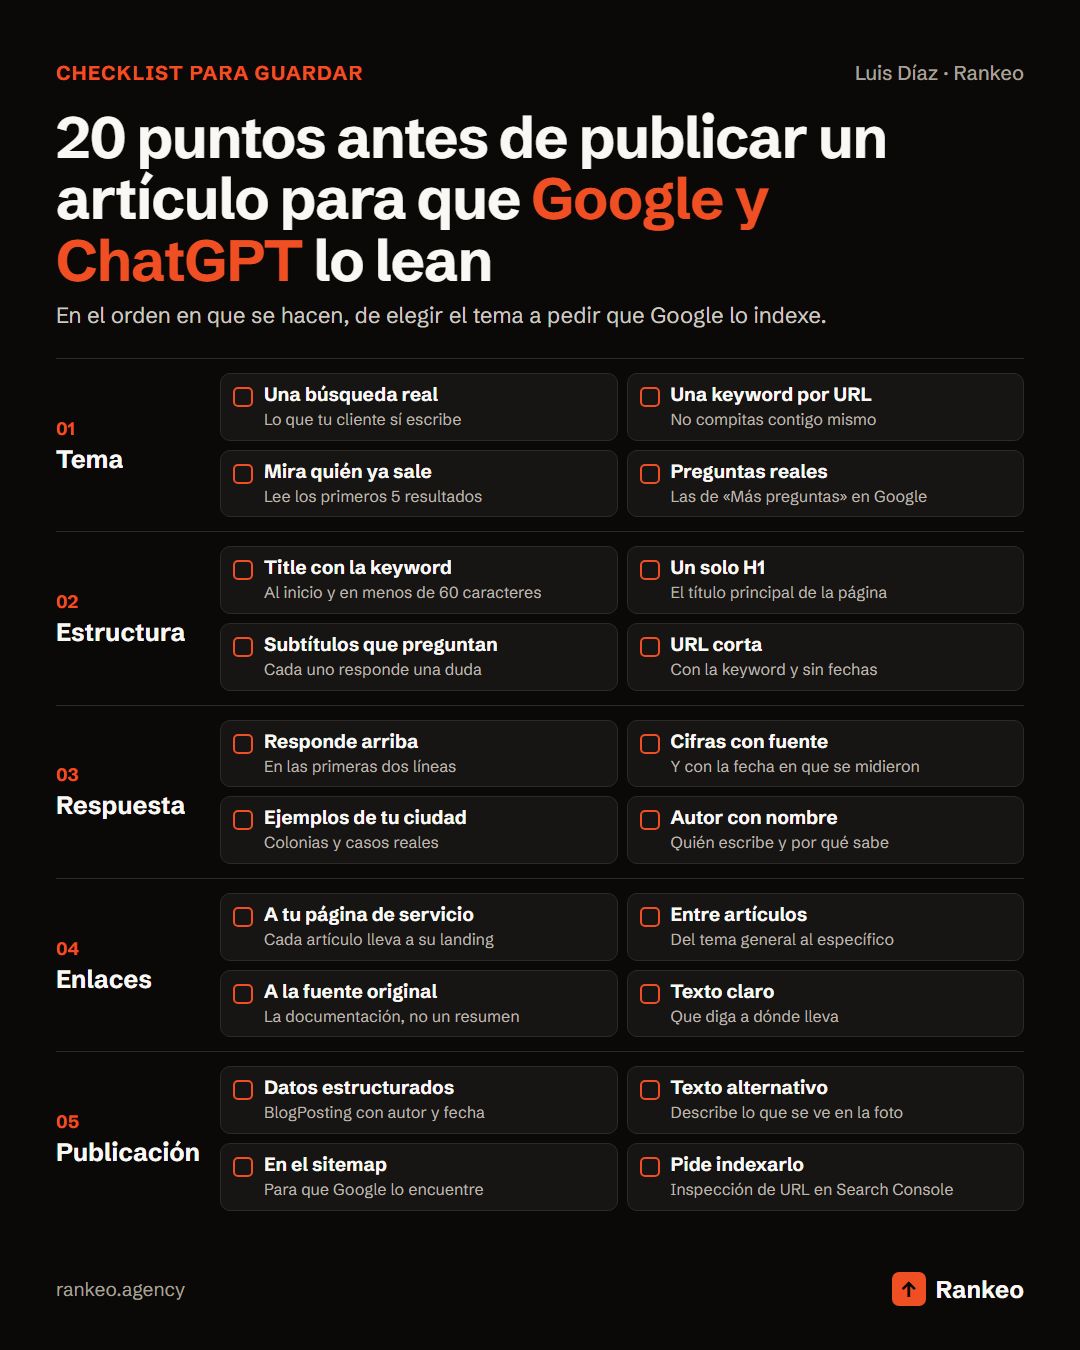 CHECKLIST PARA GUARDAR
Luis Díaz · Rankeo
20 puntos antes de publicar un
artículo para que Google y
ChatGPT lo lean
En el orden en que se hacen, de elegir el tema a pedir que Google lo indexe.
01
Tema
Una búsqueda real
Lo que tu cliente sí escribe
Una keyword por URL
No compitas contigo mismo
Mira quién ya sale
Lee los primeros 5 resultados
Preguntas reales
Las de «Más preguntas» en Google
02
Estructura
Title con la keyword
Al inicio y en menos de 60 caracteres
Un solo H1
El título principal de la página
Subtítulos que preguntan
Cada uno responde una duda
URL corta
Con la keyword y sin fechas
03
Respuesta
Responde arriba
En las primeras dos líneas
Cifras con fuente
Y con la fecha en que se midieron
Ejemplos de tu ciudad
Colonias y casos reales
Autor con nombre
Quién escribe y por qué sabe
04
Enlaces
A tu página de servicio
Cada artículo lleva a su landing
Entre artículos
Del tema general al específico
A la fuente original
La documentación, no un resumen
Texto claro
Que diga a dónde lleva
05
Publicación
Datos estructurados
BlogPosting con autor y fecha
Texto alternativo
Describe lo que se ve en la foto
En el sitemap
Para que Google lo encuentre
Pide indexarlo
Inspección de URL en Search Console
rankeo.agency
Rankeo